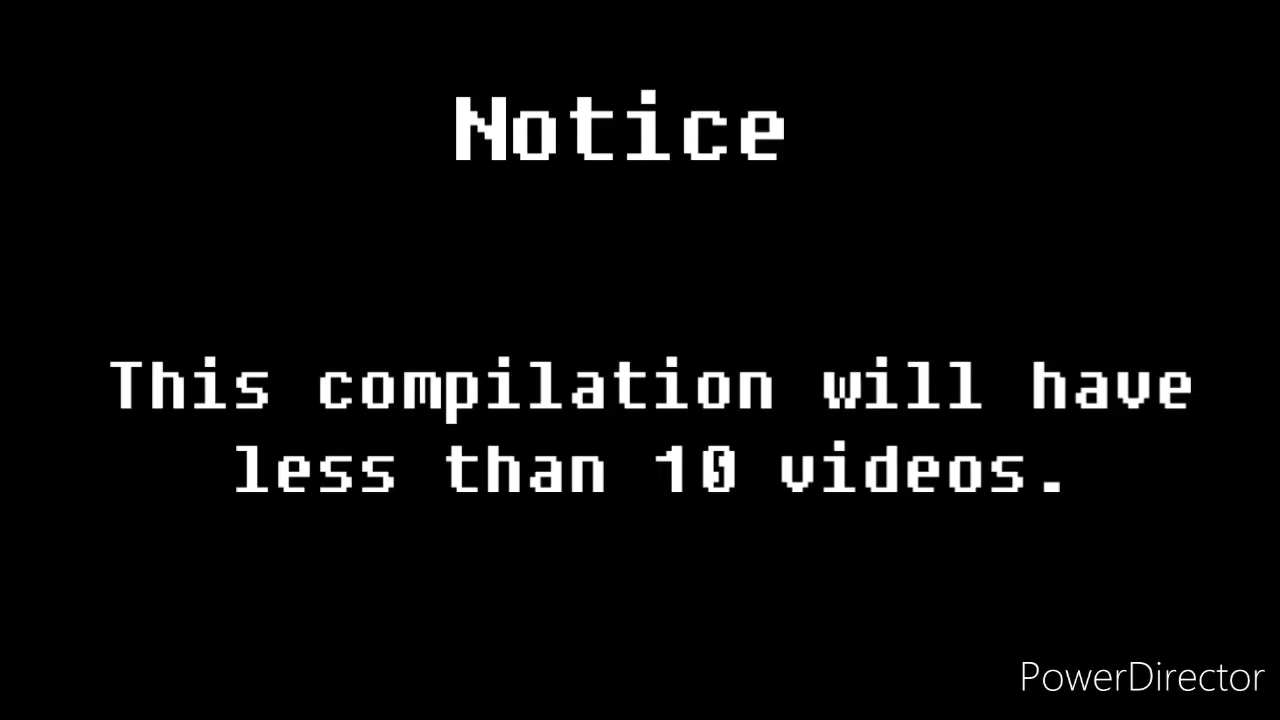 Notice
This compilation will have
less than 10 videos.
PowerDirector